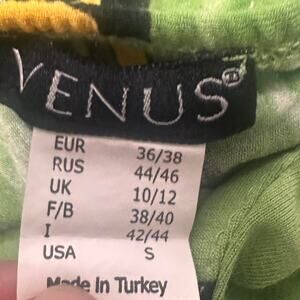 VENUS®
EUR 36/38
RUS 44/46
UK 10/12
F/B 38/40
I 42/44
USA S
Made in Turkey